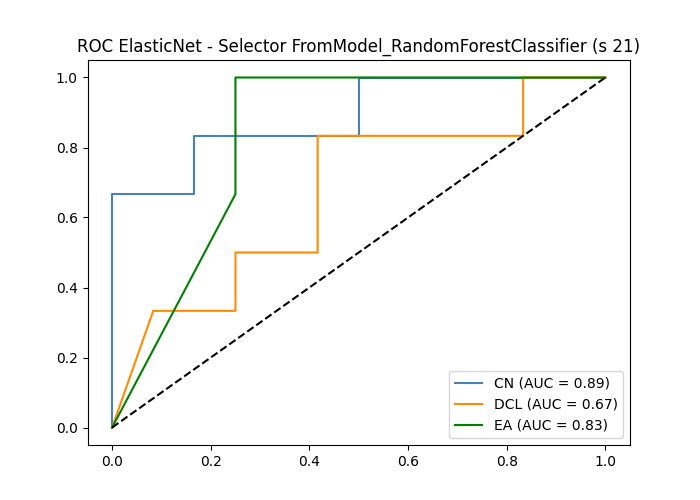 ROC ElasticNet - Selector FromModel_RandomForestClassifier (s 21)
1.0
0.8
0.6
0.4
0.2
0.0
0.0 0.2 0.4 0.6 0.8 1.0
CN (AUC = 0.89)
DCL (AUC = 0.67)
EA (AUC = 0.83)